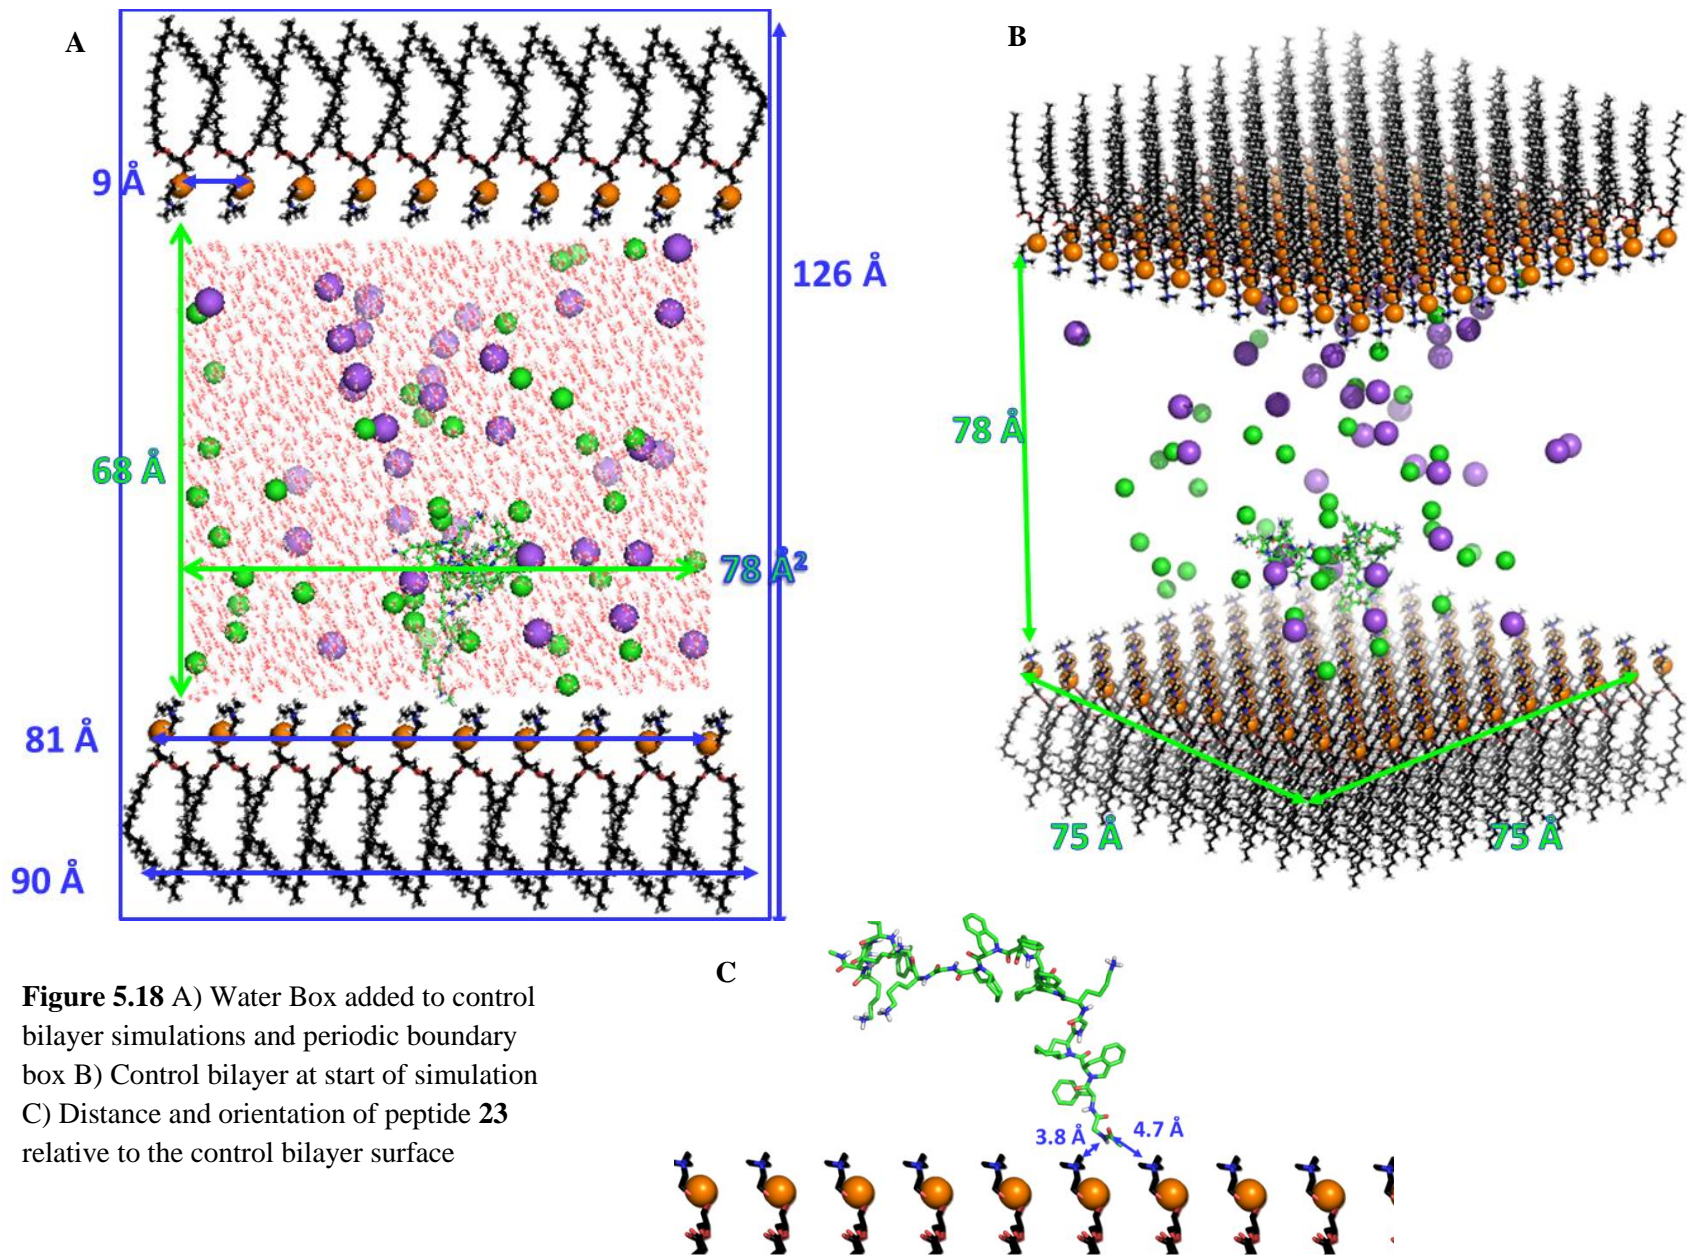 A
9 Å
126 Å
68 Å
78 Å²
81 Å
90 Å
B
78 Å
75 Å
75 Å
Figure 5.18 A) Water Box added to control
bilayer simulations and periodic boundary
box B) Control bilayer at start of simulation
C) Distance and orientation of peptide 23
relative to the control bilayer surface
C
3.8 Å
4.7 Å